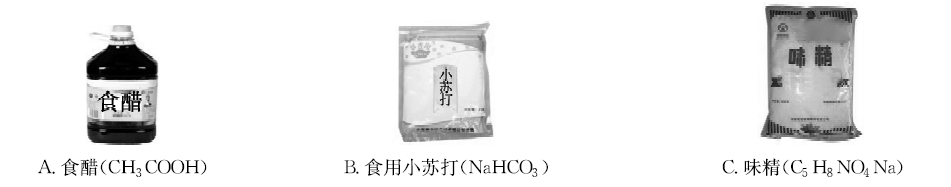 食醋
小苏打
味精
A. 食醋(CH₃COOH)
B. 食用小苏打(NaHCO₃)
C. 味精(C₅H₈NO₄Na)